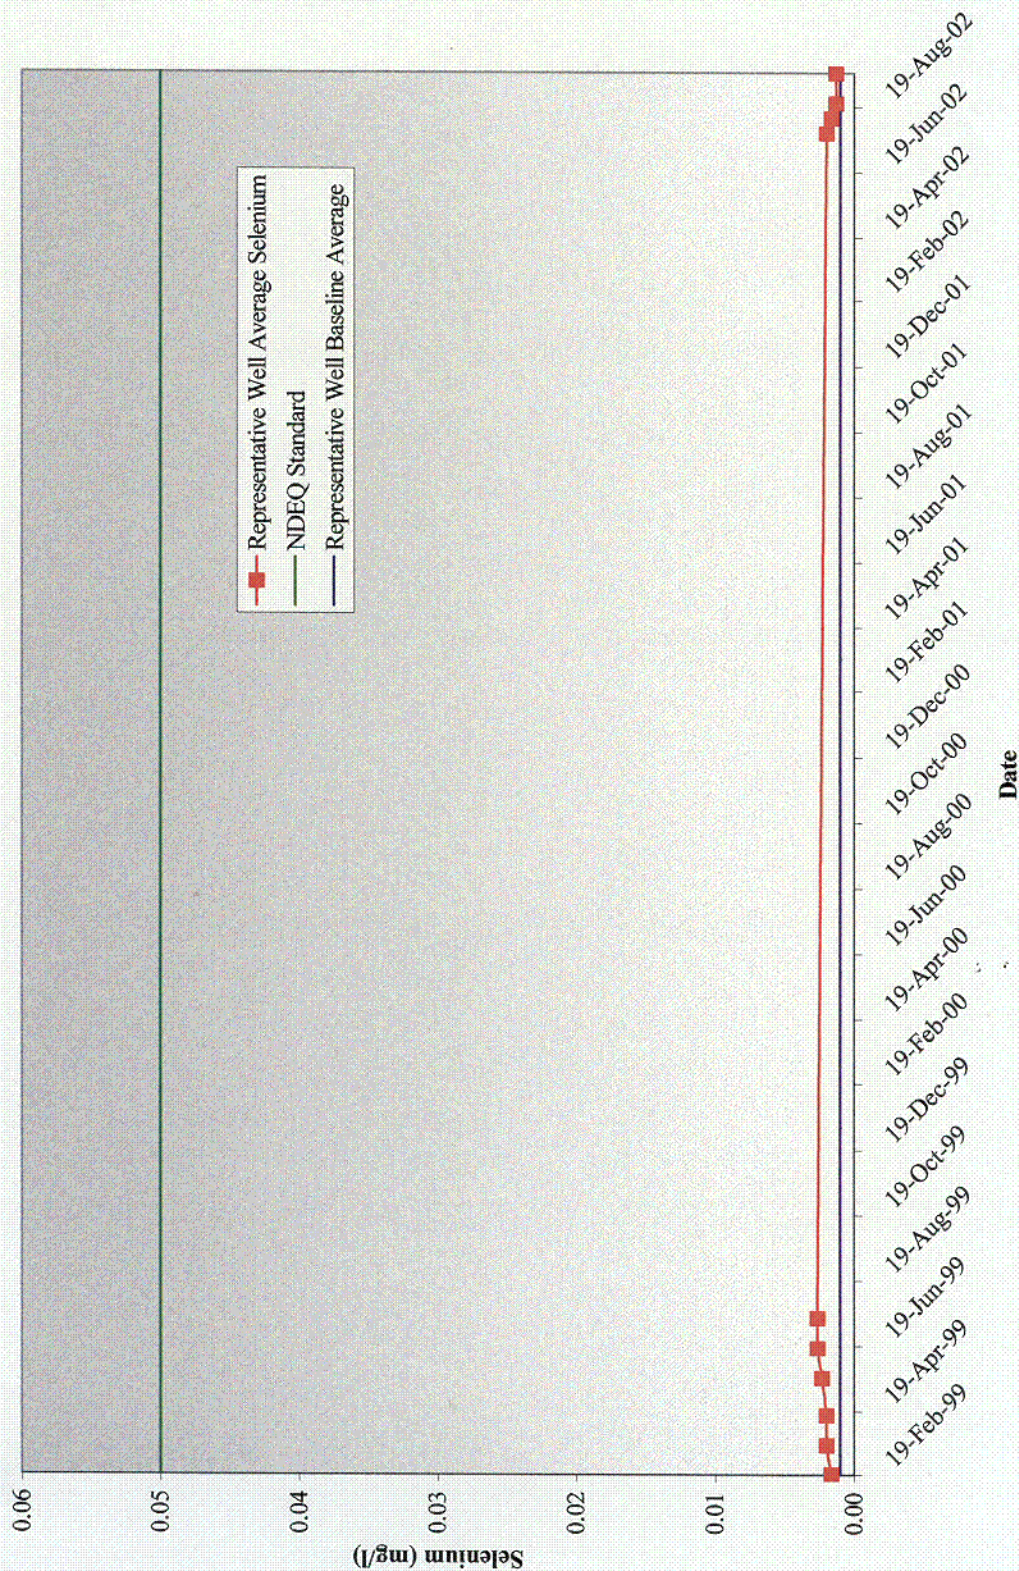 Selenium (mg/l)
0.06
0.05
0.04
0.03
0.02
0.01
0.00
Representative Well Average Selenium
NDEQ Standard
Representative Well Baseline Average
19-Feb-99
19-Apr-99
19-Jun-99
19-Aug-99
19-Oct-99
19-Dec-99
19-Feb-00
19-Apr-00
19-Jun-00
19-Aug-00
19-Oct-00
19-Dec-00
19-Feb-01
19-Apr-01
19-Jun-01
19-Aug-01
19-Oct-01
19-Dec-01
19-Feb-02
19-Apr-02
19-Jun-02
19-Aug-02
Date